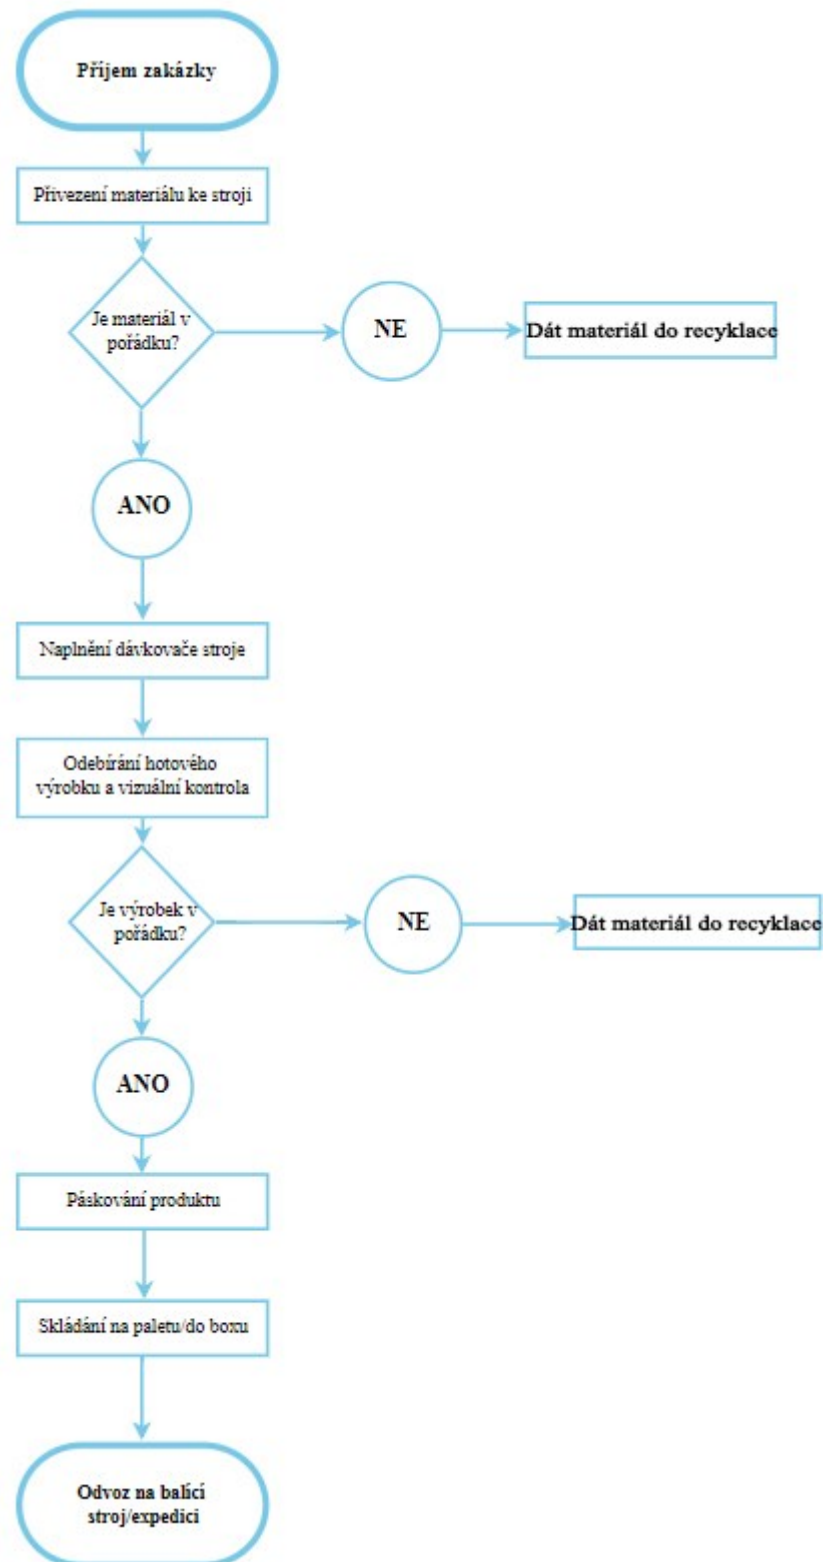 Příjem zakázky
Přivezení materiálu ke stroji
Je materiál v
pořádku?
NE
Dát materiál do recyklace
ANO
Naplnění dávkovače stroje
Odebírání hotového
výrobku a vizuální kontrola
Je výrobek v
pořádku?
NE
Dát materiál do recyklace
ANO
Páskování produktu
Skládání na paletu/do boxu
Odvoz na balící
stroj/expedici